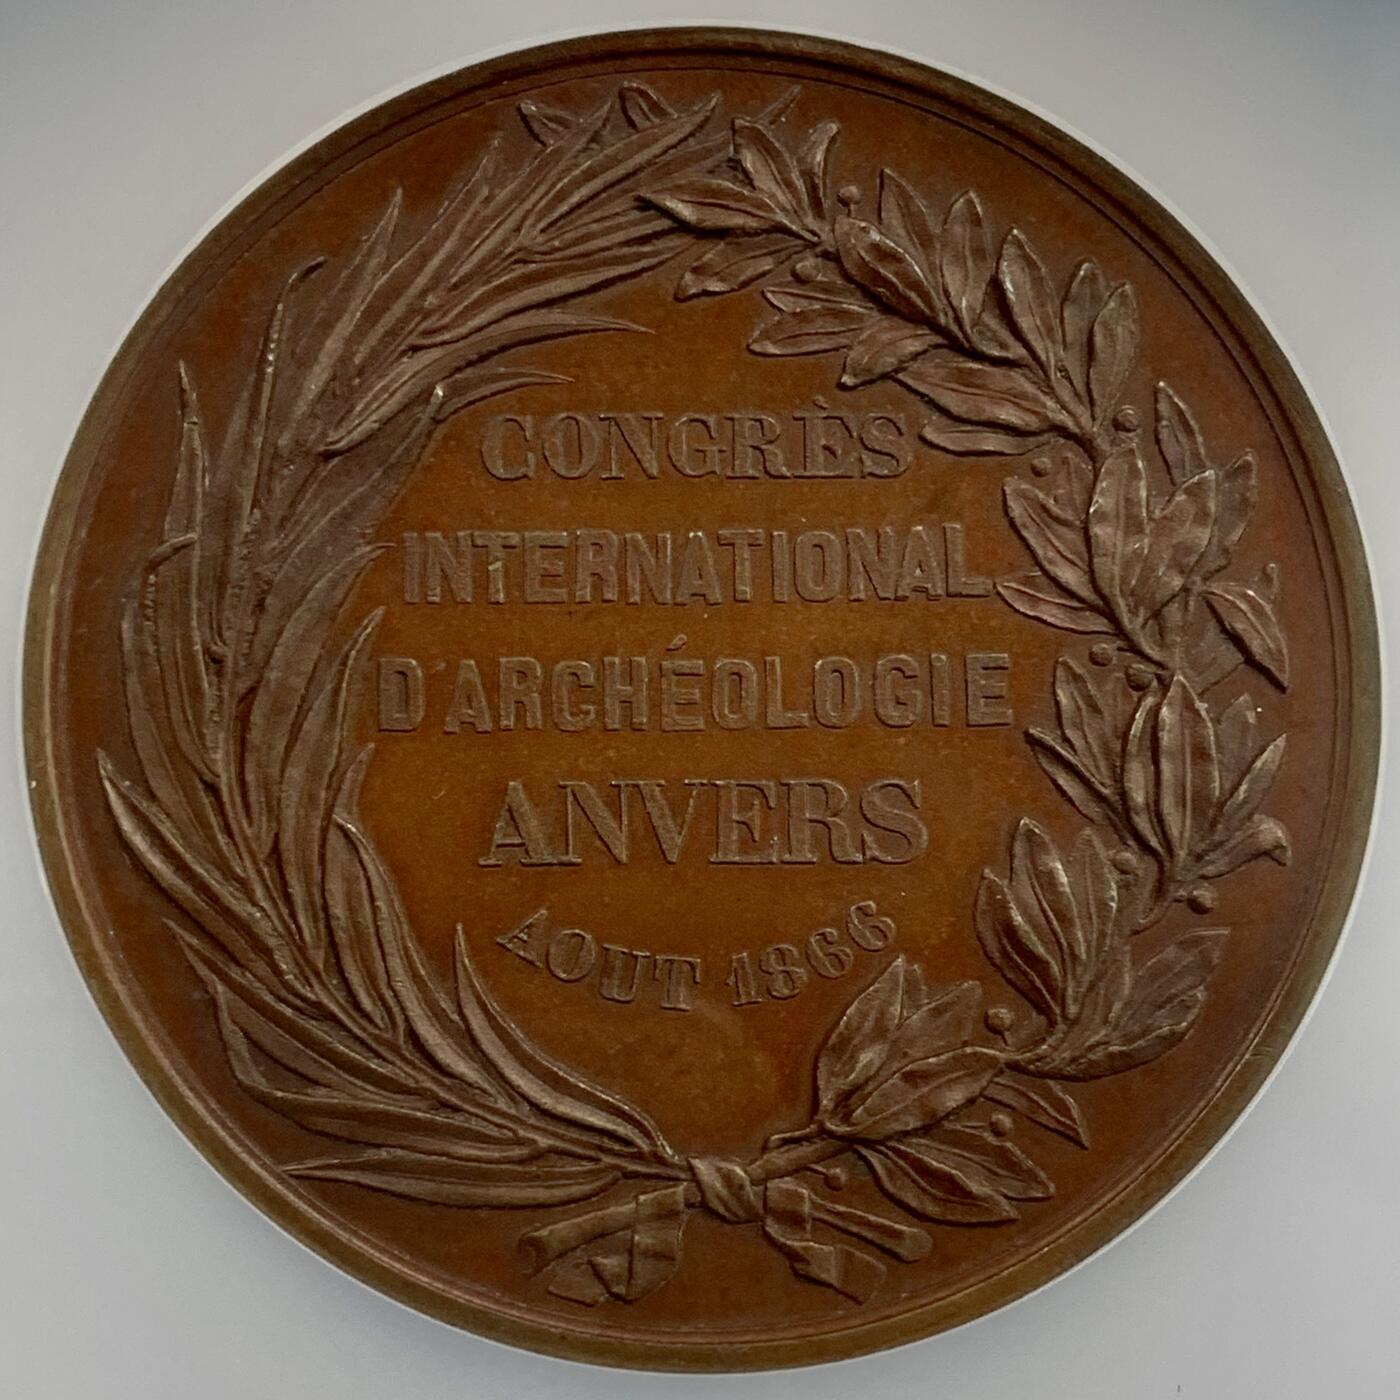 CONGRÈS
INTERNATIONAL
D'ARCHÉOLOGIE
ANVERS
AOUT 1866